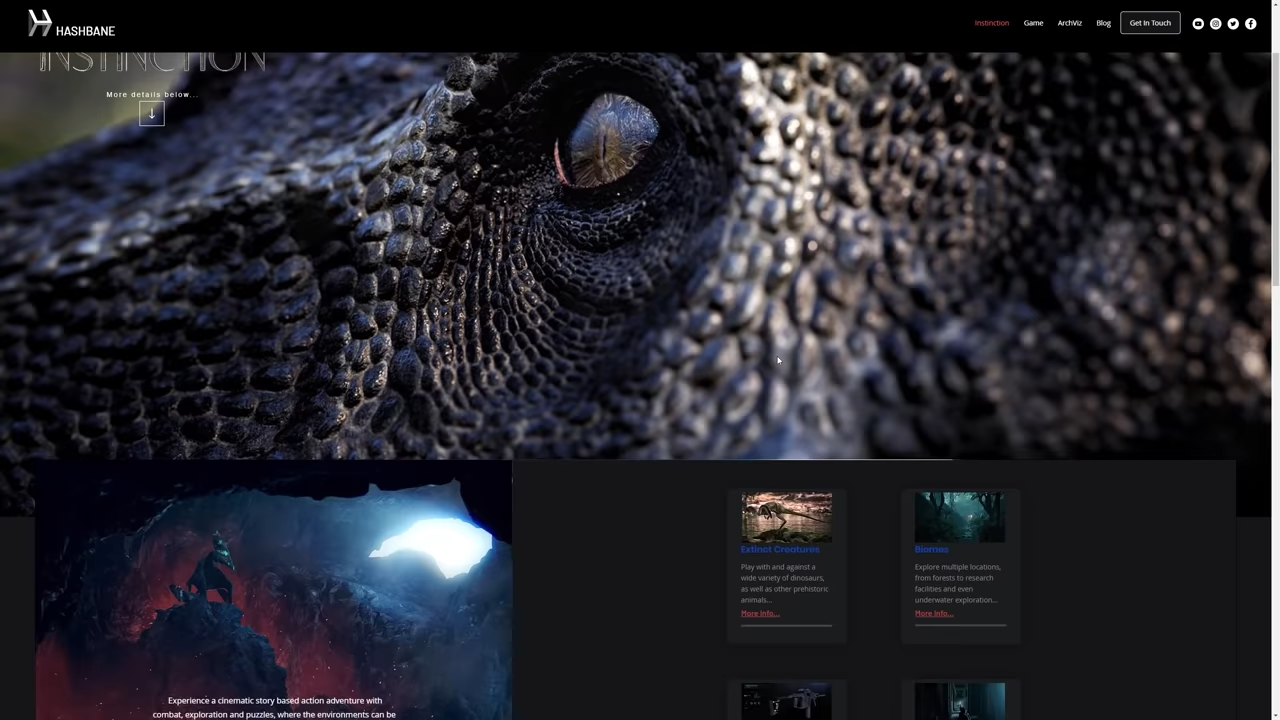 HASHBANE
Instinction
Game
ArchViz
Blog
Get In Touch
INSTINCTION
More details below...
Extinct Creatures
Play with and against a
wide variety of dinosaurs,
as well as other prehistoric
animals...
More Info...
Biomes
Explore multiple locations,
from forests to research
facilities and even
underwater exploration...
More Info...
Experience a cinematic story based action adventure with
combat, exploration and puzzles, where the environments can be